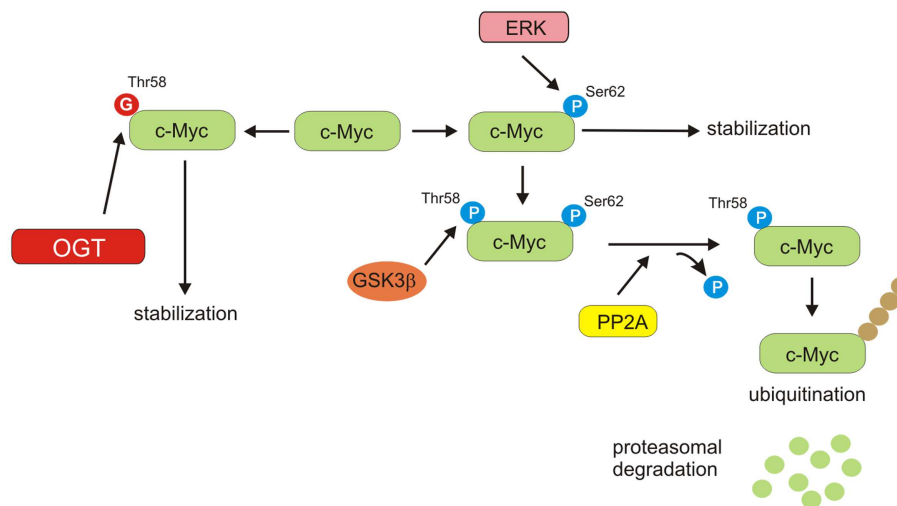 ERK
Thr58
G
Ser62
P
c-Myc
c-Myc
c-Myc
stabilization
Thr58
P
Ser62
P
Thr58
P
OGT
c-Myc
c-Myc
GSK3β
P
stabilization
PP2A
c-Myc
ubiquitination
proteasomal
degradation